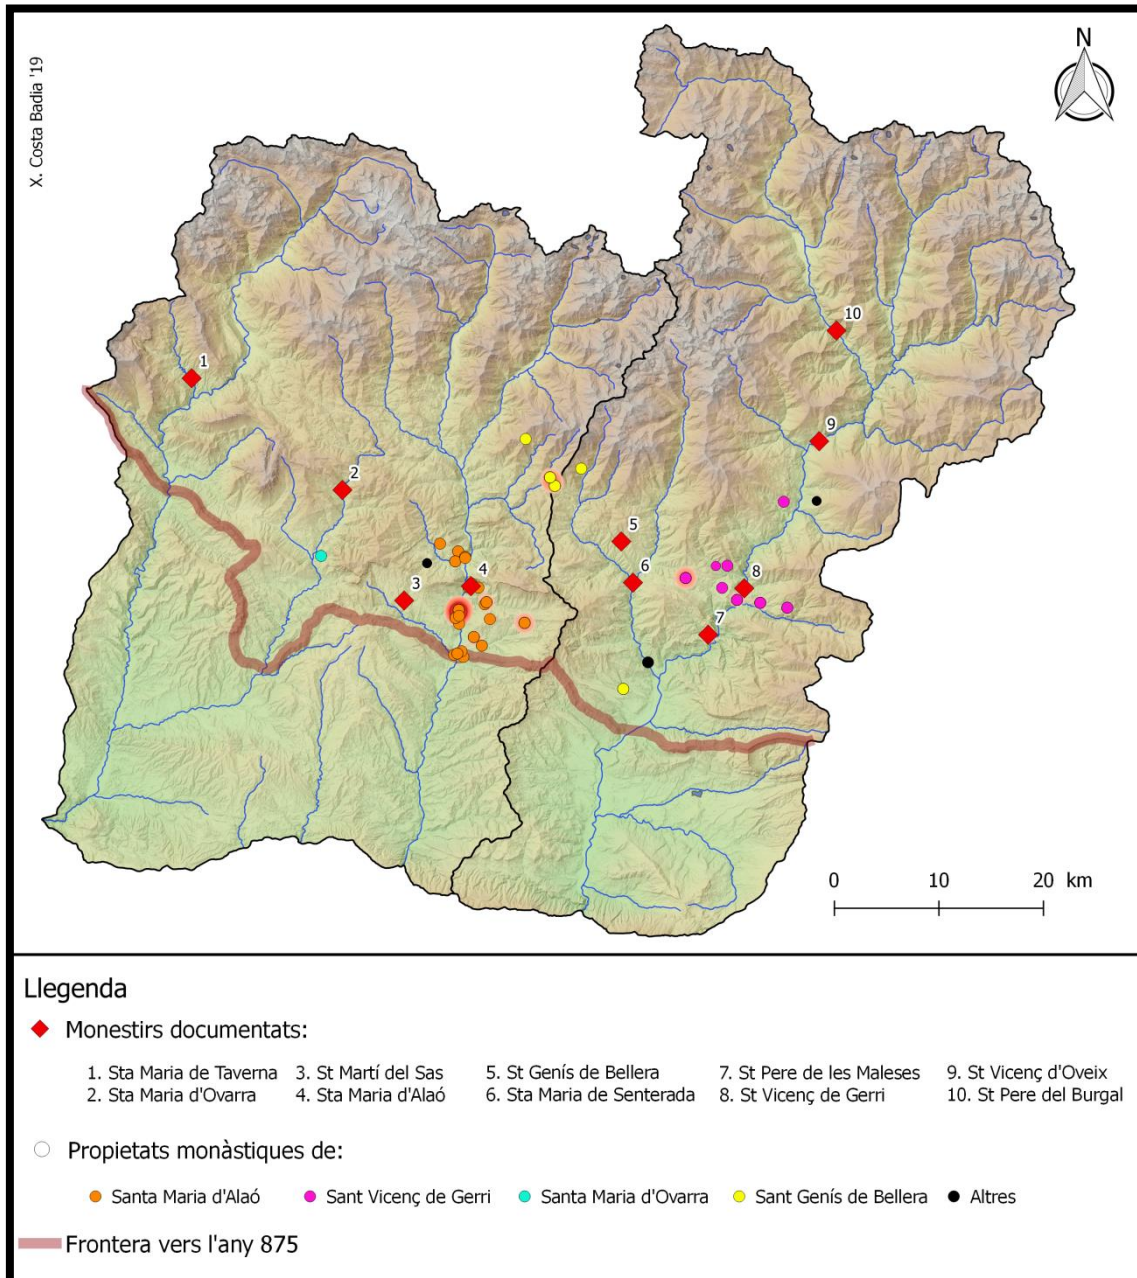 X. Costa Badia '19
N
10
1
9
2
5
6
4
3
8
7
0 10 20 km
Llegenda
Monestirs documentats:
1. Sta Maria de Taverna 3. St Martí del Sas 5. St Genís de Bellera 7. St Pere de les Maleses 9. St Vicenç d'Oveix
2. Sta Maria d'Ovarra 4. Sta Maria d'Alaó 6. Sta Maria de Senterada 8. St Vicenç de Gerri 10. St Pere del Burgal
Propietats monàstiques de:
Santa Maria d'Alaó Sant Vicenç de Gerri Santa Maria d'Ovarra Sant Genís de Bellera Altres
Frontera vers l'any 875